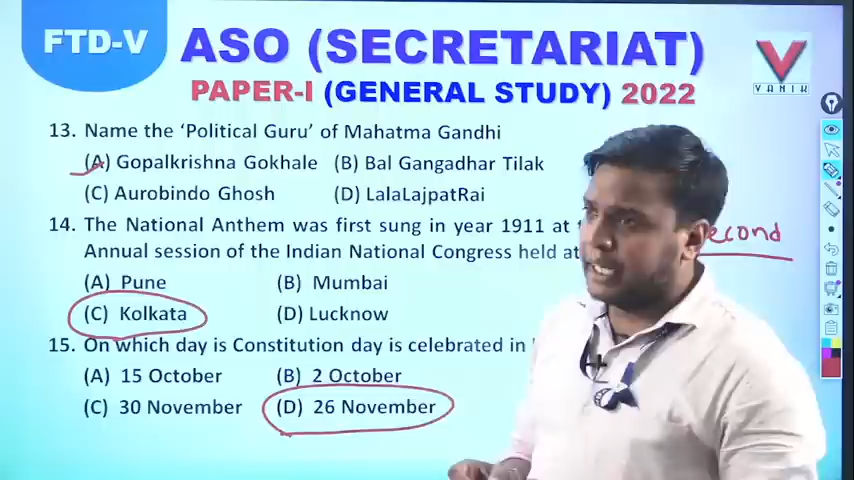 FTD-V
ASO (SECRETARIAT)
PAPER-I (GENERAL STUDY) 2022
VANIK
13. Name the ‘Political Guru’ of Mahatma Gandhi
(A) Gopalkrishna Gokhale (B) Bal Gangadhar Tilak
(C) Aurobindo Ghosh (D) LalaLajpatRai
14. The National Anthem was first sung in year 1911 at
econd
Annual session of the Indian National Congress held at
(A) Pune (B) Mumbai
(C) Kolkata (D) Lucknow
15. On which day is Constitution day is celebrated in
(A) 15 October (B) 2 October
(C) 30 November (D) 26 November